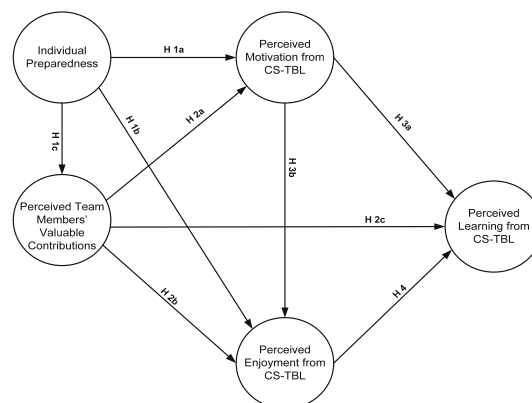 Individual
Preparedness
H 1a
Perceived
Motivation from
CS-TBL
H 1c
H 1b
H 2a
H 3b
H 3a
Perceived Team
Members'
Valuable
Contributions
H 2c
Perceived
Learning from
CS-TBL
H 2b
H 4
Perceived
Enjoyment from
CS-TBL